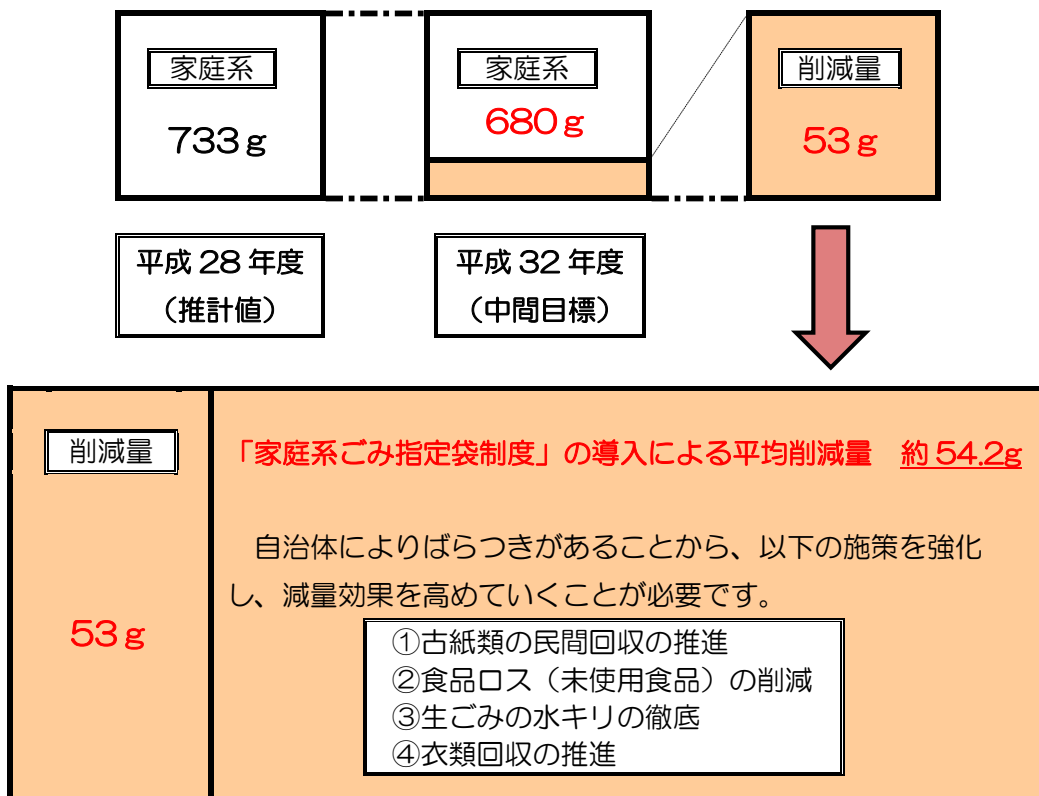 家庭系
733g
家庭系
680g
削減量
53g
平成 28 年度
（推計値）
平成 32 年度
（中間目標）
削減量
53g
「家庭系ごみ指定袋制度」の導入による平均削減量　約 54.2g
自治体によりばらつきがあることから、以下の施策を強化
し、減量効果を高めていくことが必要です。
①古紙類の民間回収の推進
②食品ロス（未使用食品）の削減
③生ごみの水キリの徹底
④衣類回収の推進